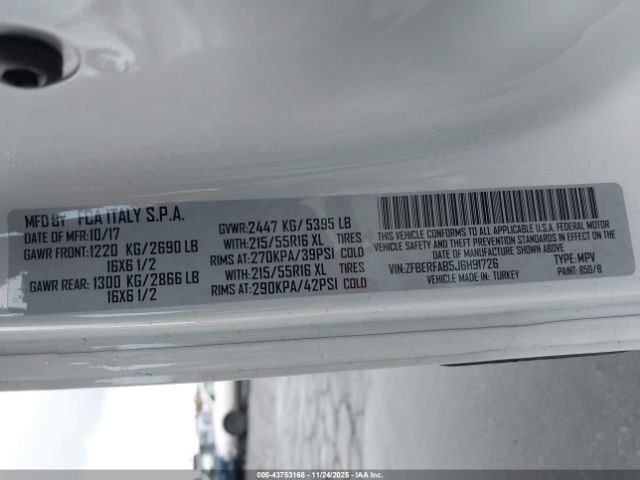 MFD BY FCA ITALY S.P.A.
DATE OF MFR:10/17
GAWR FRONT:1220 KG/2690 LB
16X6 1/2
GAWR REAR:1300 KG/2866 LB
16X6 1/2
GVWR:2447 KG/5395 LB
WITH:215/55R16 XL TIRES
RIMS AT:270KPA/39PSI COLD
WITH:215/55R16 XL TIRES
RIMS AT:290KPA/42PSI COLD
THIS VEHICLE CONFORMS TO ALL APPLICABLE U.S.A. FEDERAL MOTOR
VEHICLE SAFETY STANDARDS IN EFFECT ON THE
DATE OF MANUFACTURE SHOWN ABOVE.
VIN:ZFBERFAB5J6H91726 TYPE: MPV
VEHICLE MADE IN: TURKEY PAINT: 850/B
000-43753168 - 11/24/2025 - IAA Inc.